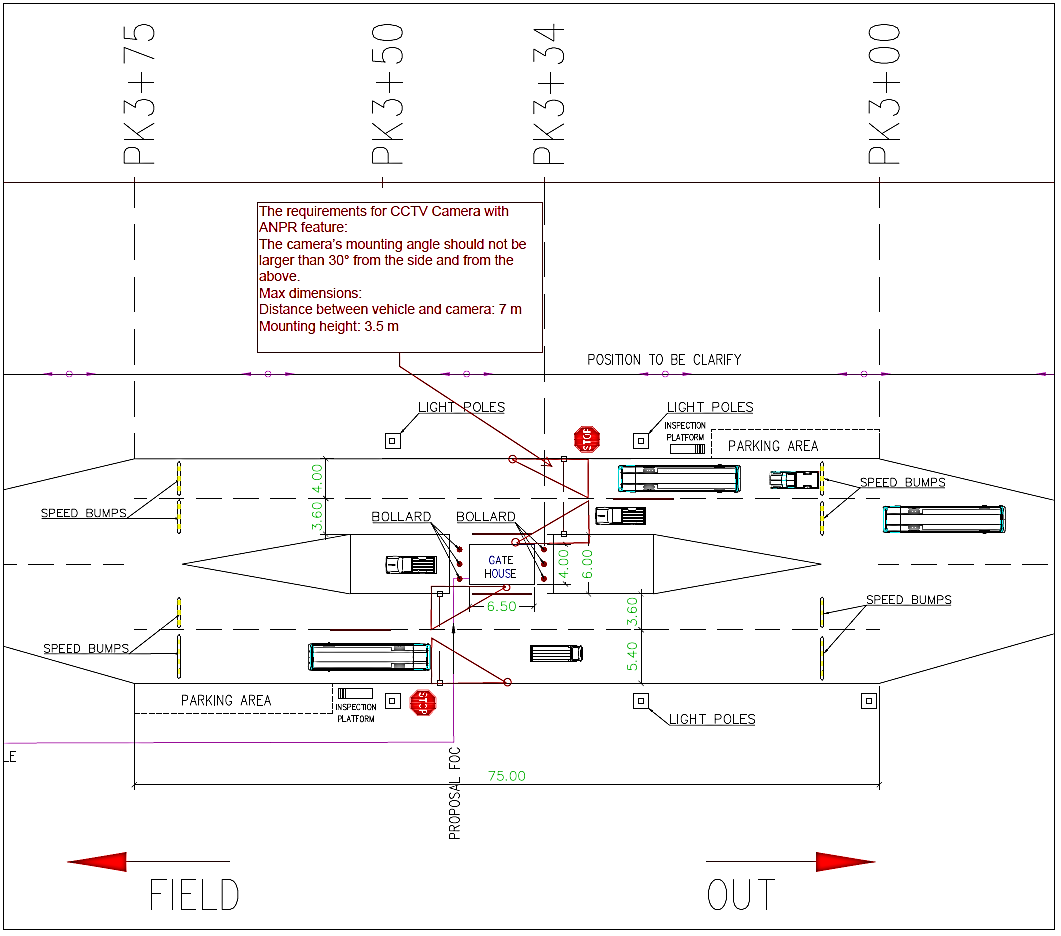 PK3+75
PK3+50
PK3+34
PK3+00
The requirements for CCTV Camera with
ANPR feature:
The camera's mounting angle should not be
larger than 30° from the side and from the
above.
Max dimensions:
Distance between vehicle and camera: 7 m
Mounting height: 3.5 m
POSITION TO BE CLARIFY
LIGHT POLES
LIGHT POLES
STOP
INSPECTION
PLATFORM
PARKING AREA
4.00
SPEED BUMPS
SPEED BUMPS
3.60
BOLLARD
BOLLARD
GATE
HOUSE
4.00
6.00
6.50
SPEED BUMPS
3.60
SPEED BUMPS
5.40
PARKING AREA
INSPECTION
PLATFORM
STOP
LIGHT POLES
LE
PROPOSAL FOC
75.00
FIELD
OUT